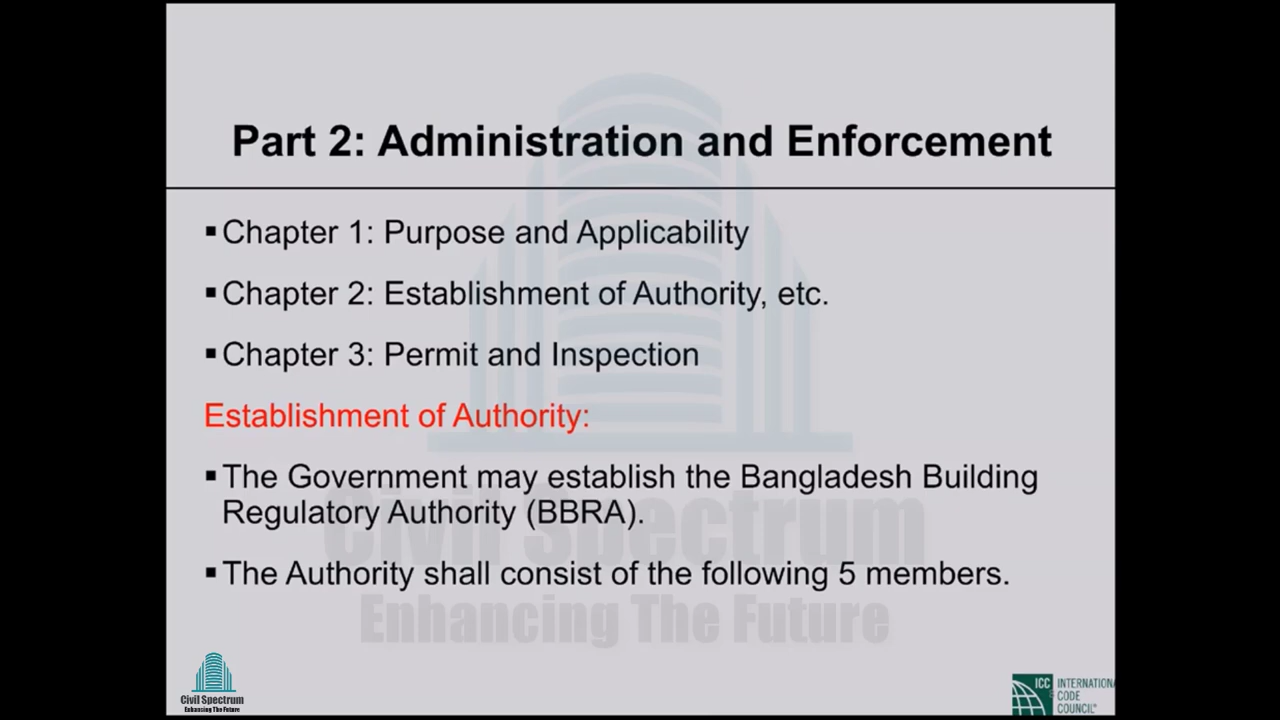 Part 2: Administration and Enforcement
▪Chapter 1: Purpose and Applicability
▪Chapter 2: Establishment of Authority, etc.
▪Chapter 3: Permit and Inspection
Establishment of Authority:
▪The Government may establish the Bangladesh Building
Regulatory Authority (BBRA).
▪The Authority shall consist of the following 5 members.
Civil Spectrum
Enhancing The Future
Civil Spectrum
Enhancing The Future
ICC INTERNATIONAL
CODE
COUNCIL®